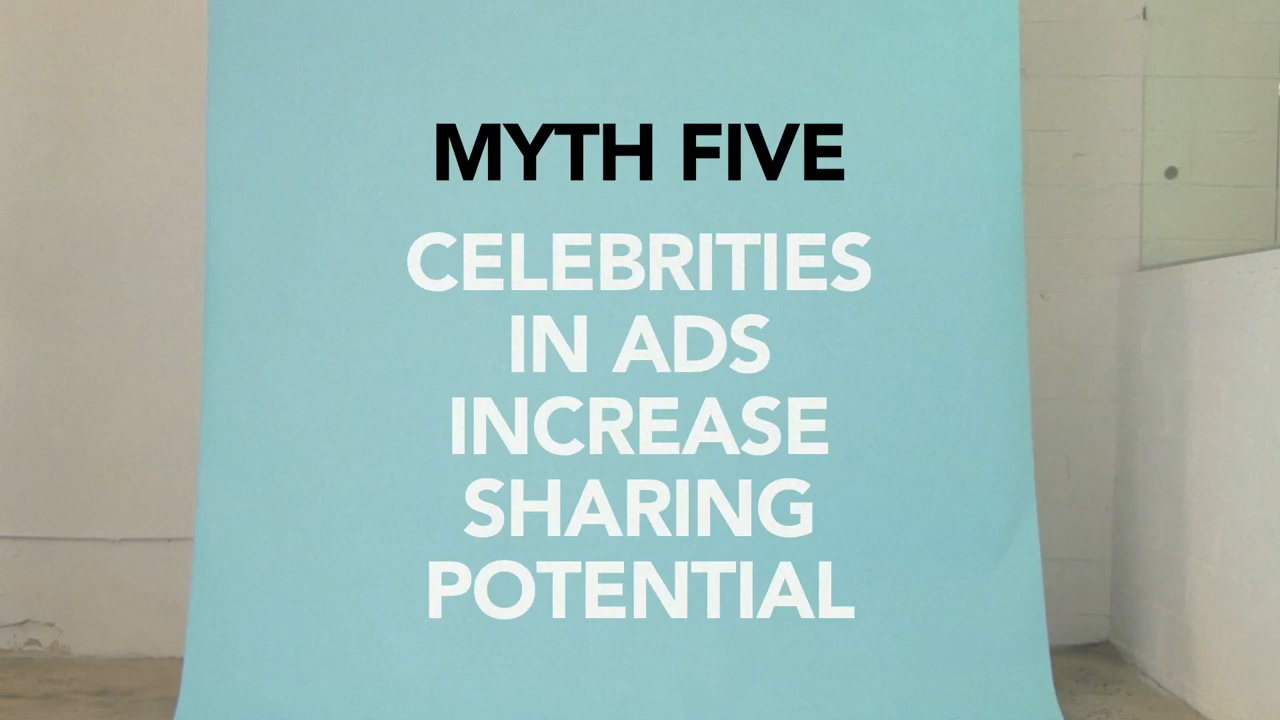 MYTH FIVE
CELEBRITIES
IN ADS
INCREASE
SHARING
POTENTIAL